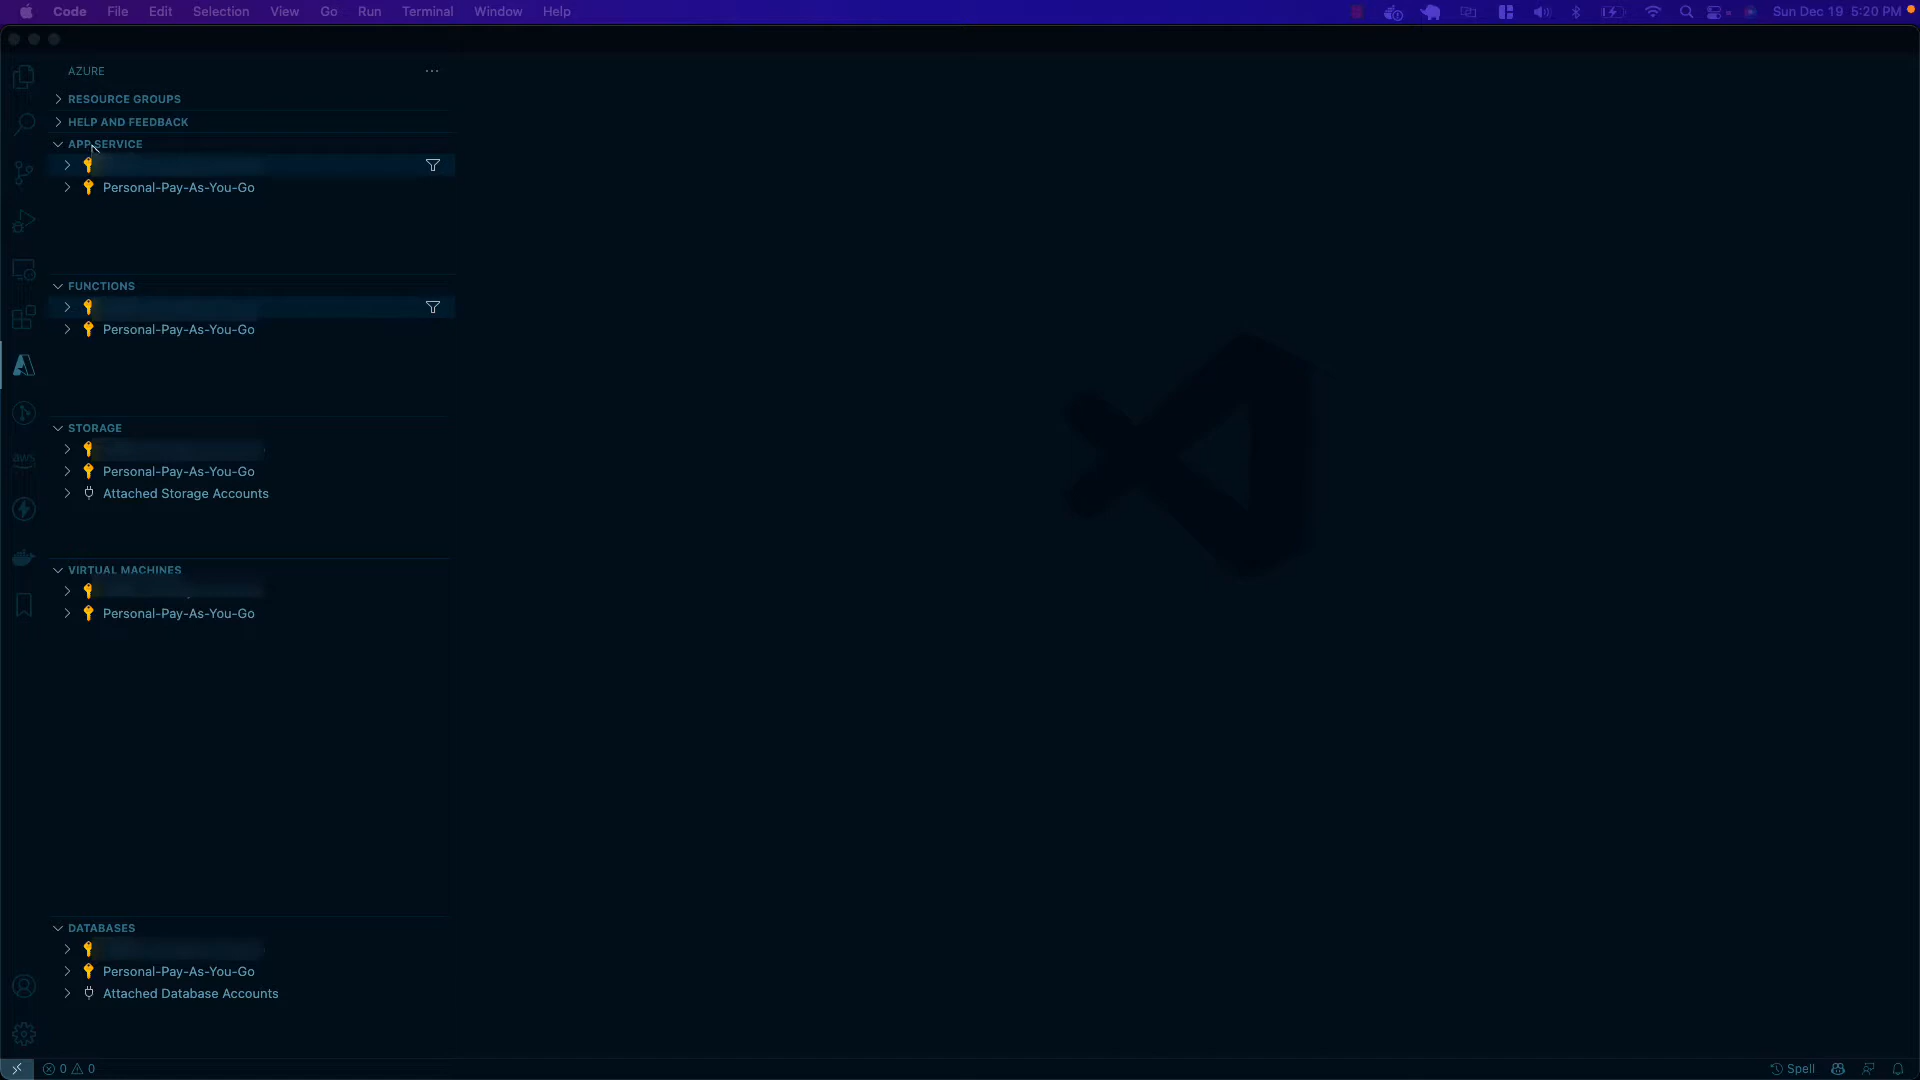 Code File Edit Selection View Go Run Terminal Window Help Sun Dec 19 5:20 PM
AZURE
RESOURCE GROUPS
HELP AND FEEDBACK
APP SERVICE
Personal-Pay-As-You-Go
FUNCTIONS
Personal-Pay-As-You-Go
STORAGE
Personal-Pay-As-You-Go
Attached Storage Accounts
aws
VIRTUAL MACHINES
Personal-Pay-As-You-Go
DATABASES
Personal-Pay-As-You-Go
Attached Database Accounts
0 0 Spell